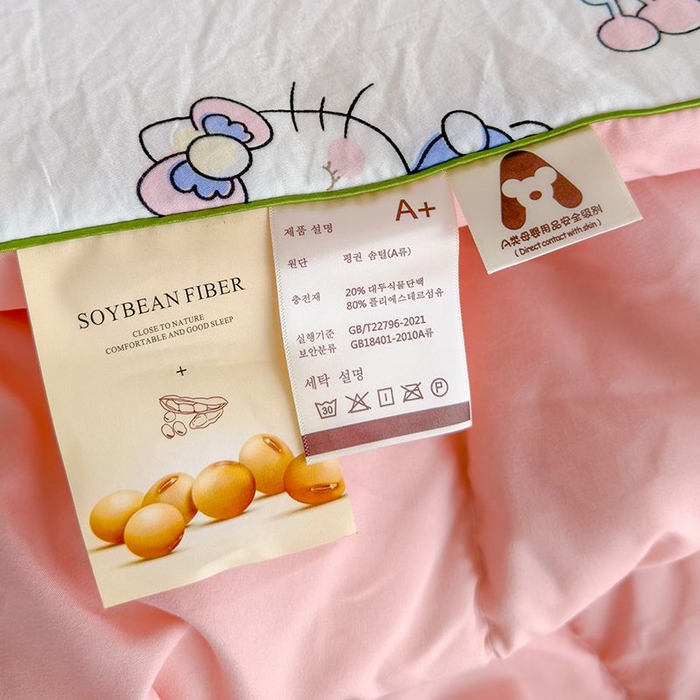 SOYBEAN FIBER
CLOSE TO NATURE
COMFORTABLE AND GOOD SLEEP
+
A+
제품 설명
원단 평권 솜털(A류)
충전재 20% 대두식물단백
80% 폴리에스테르섬유
실행기준 GB/T22796-2021
보안분류 GB18401-2010A류
세탁 설명
30 P
A类母婴用品安全级别
( Direct contact with skin )